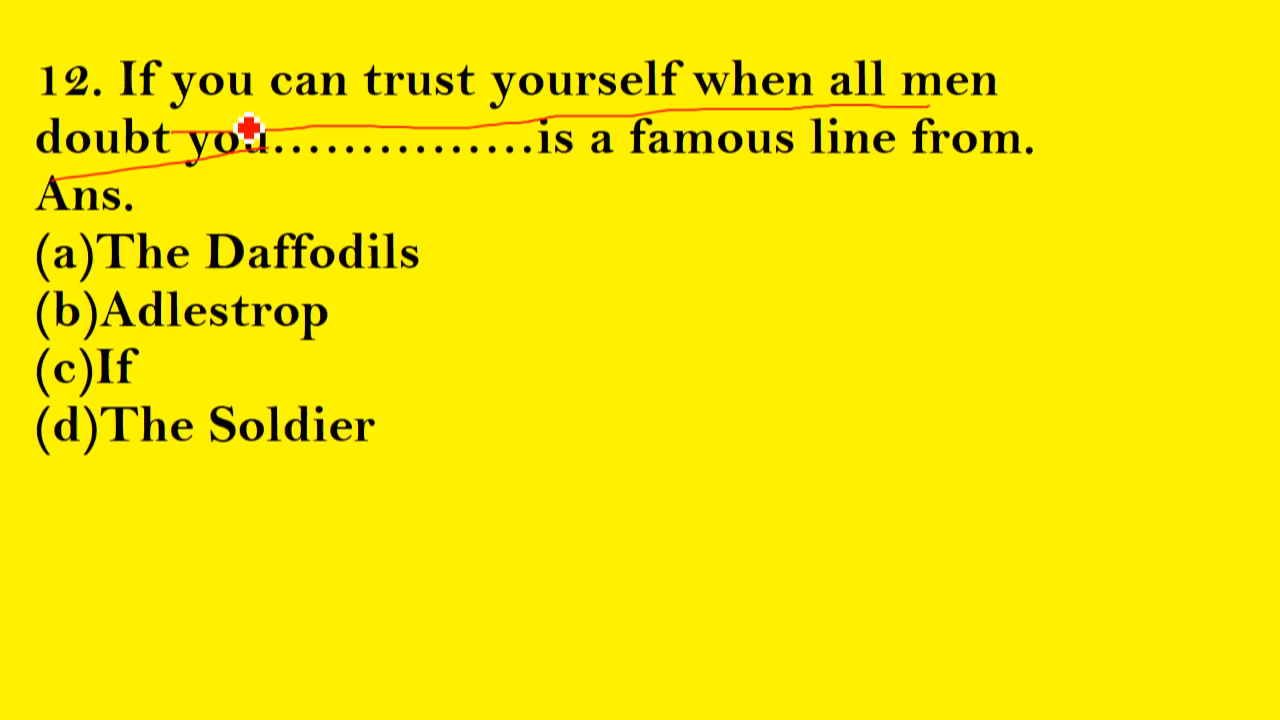 12. If you can trust yourself when all men
doubt you...............is a famous line from.
Ans.
(a)The Daffodils
(b)Adlestrop
(c)If
(d)The Soldier